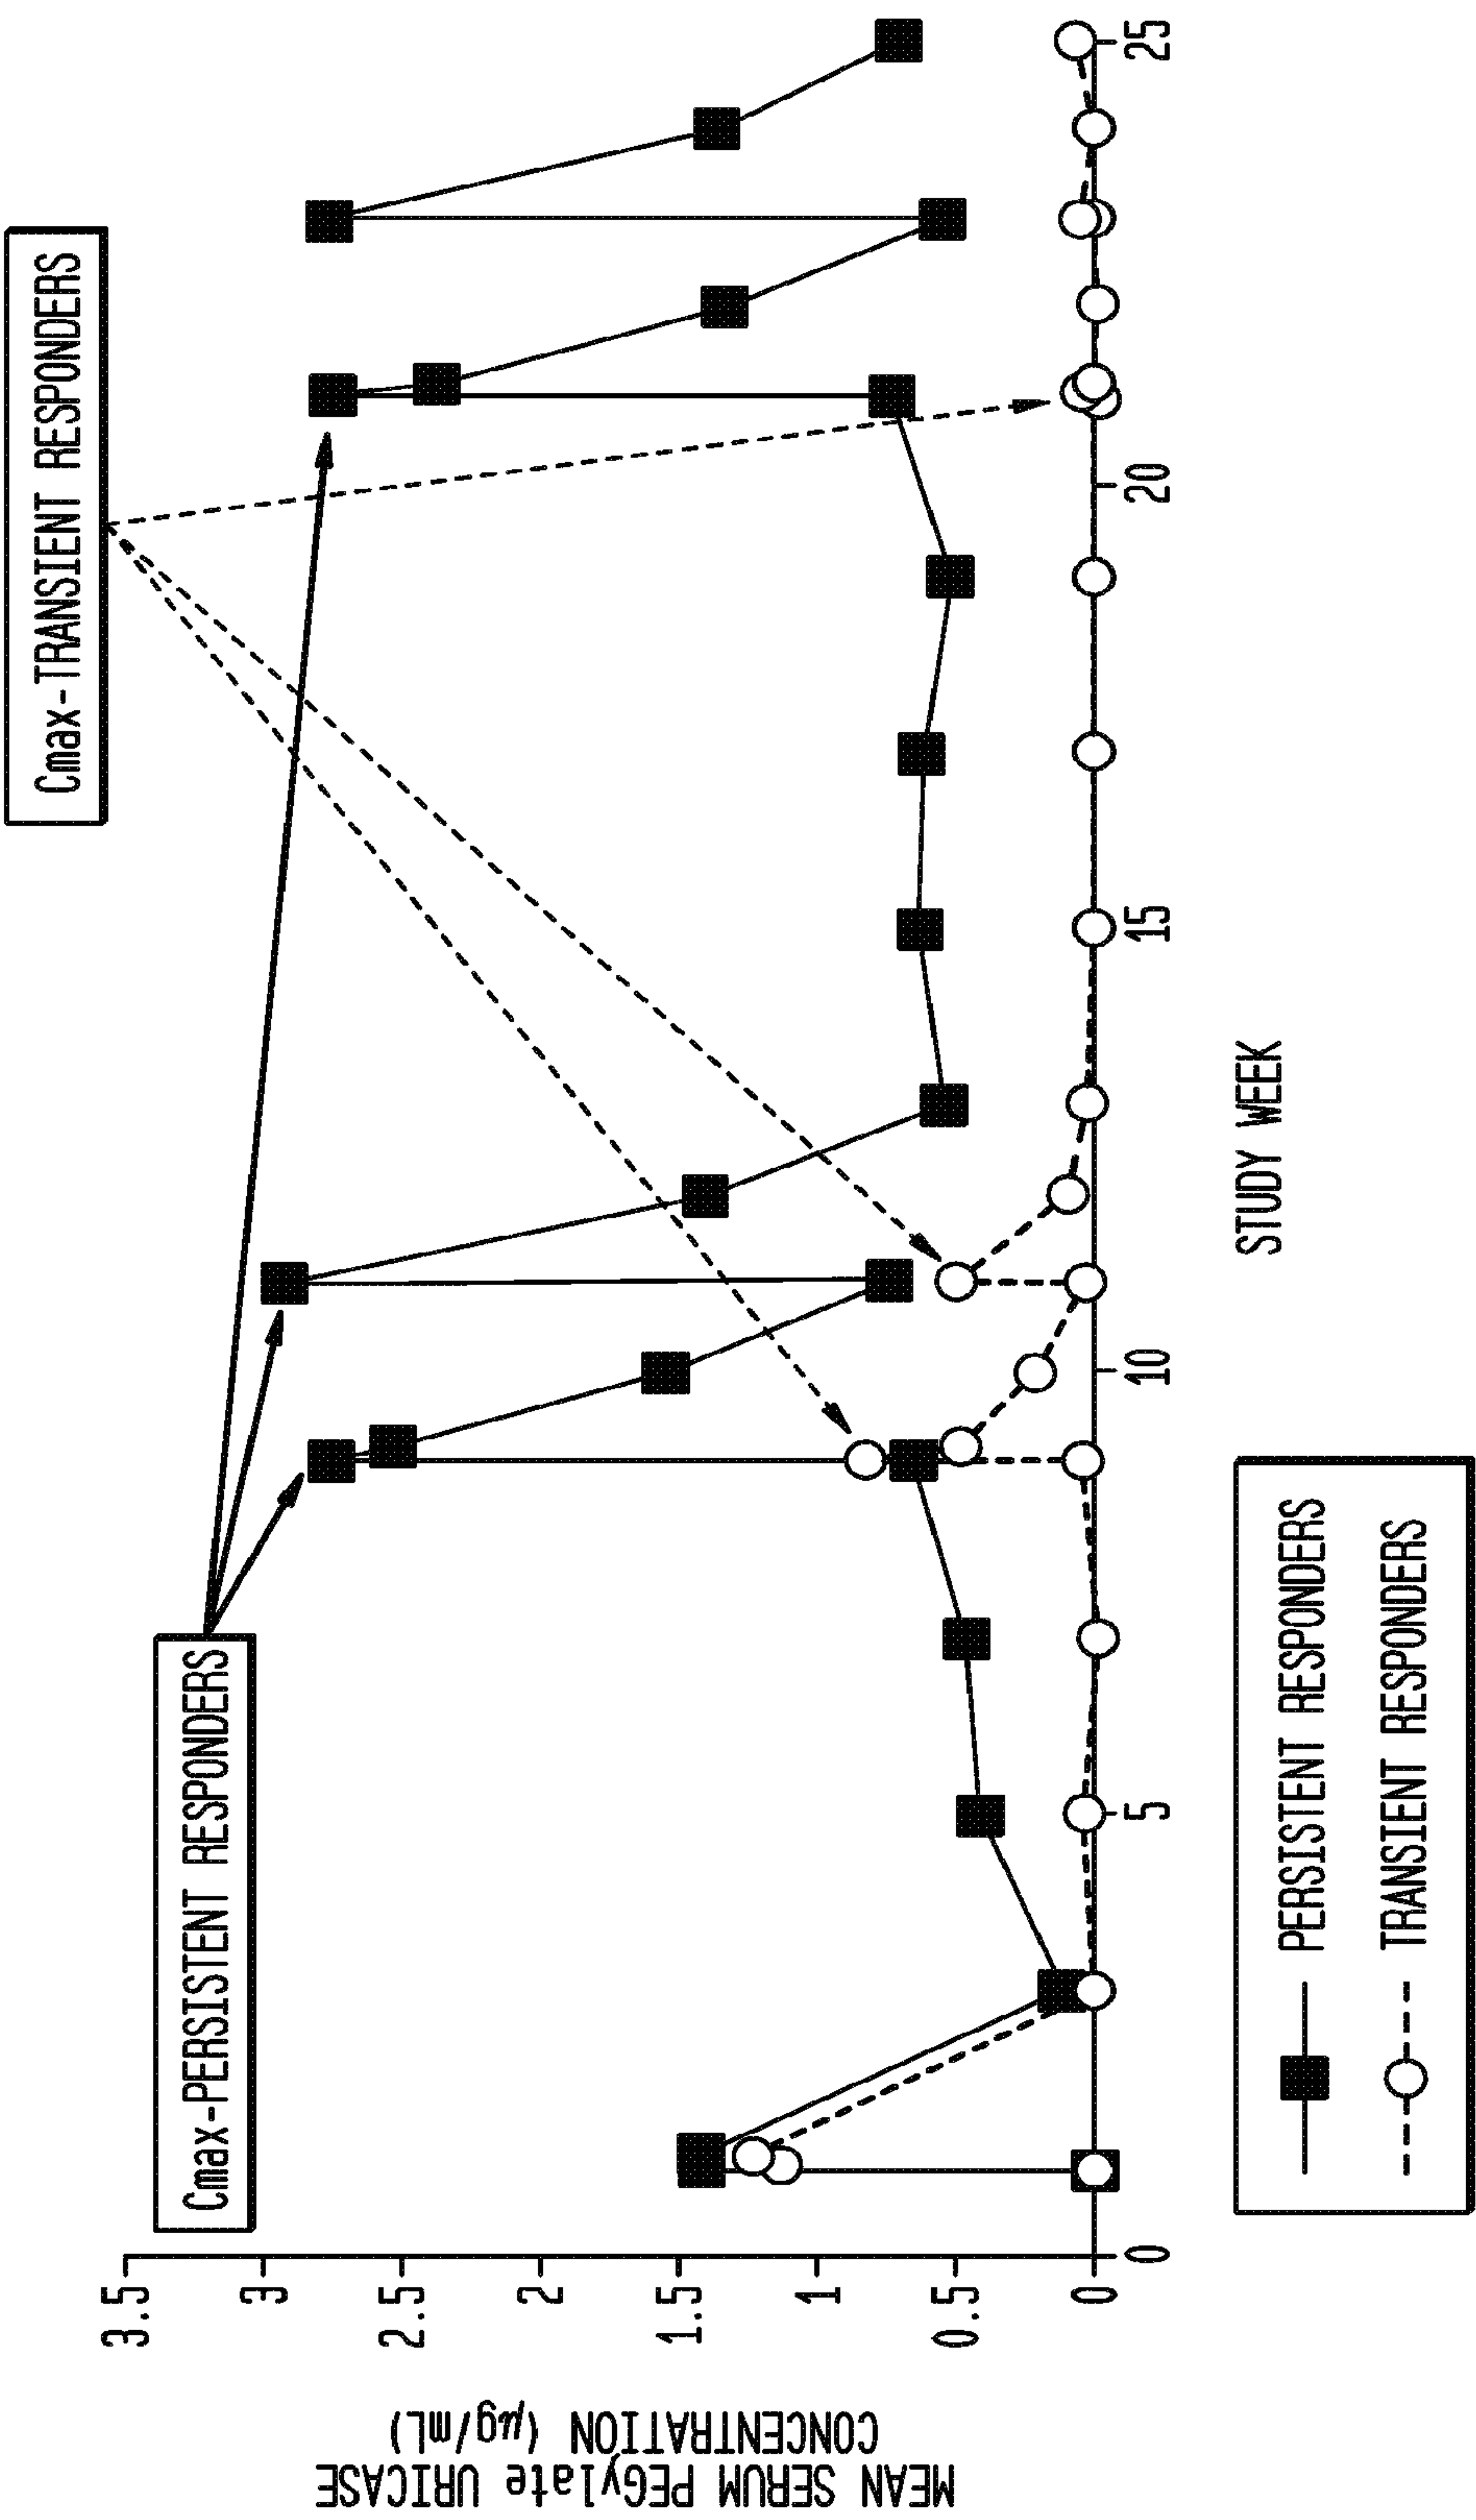 Cmax-PERSISTENT RESPONDERS
Cmax-TRANSIENT RESPONDERS
MEAN SERUM PEGylate URICASE
CONCENTRATION (μg/mL)
3.5
3
2.5
2
1.5
1
0.5
0
0
5
10
15
20
25
STUDY WEEK
PERSISTENT RESPONDERS
TRANSIENT RESPONDERS